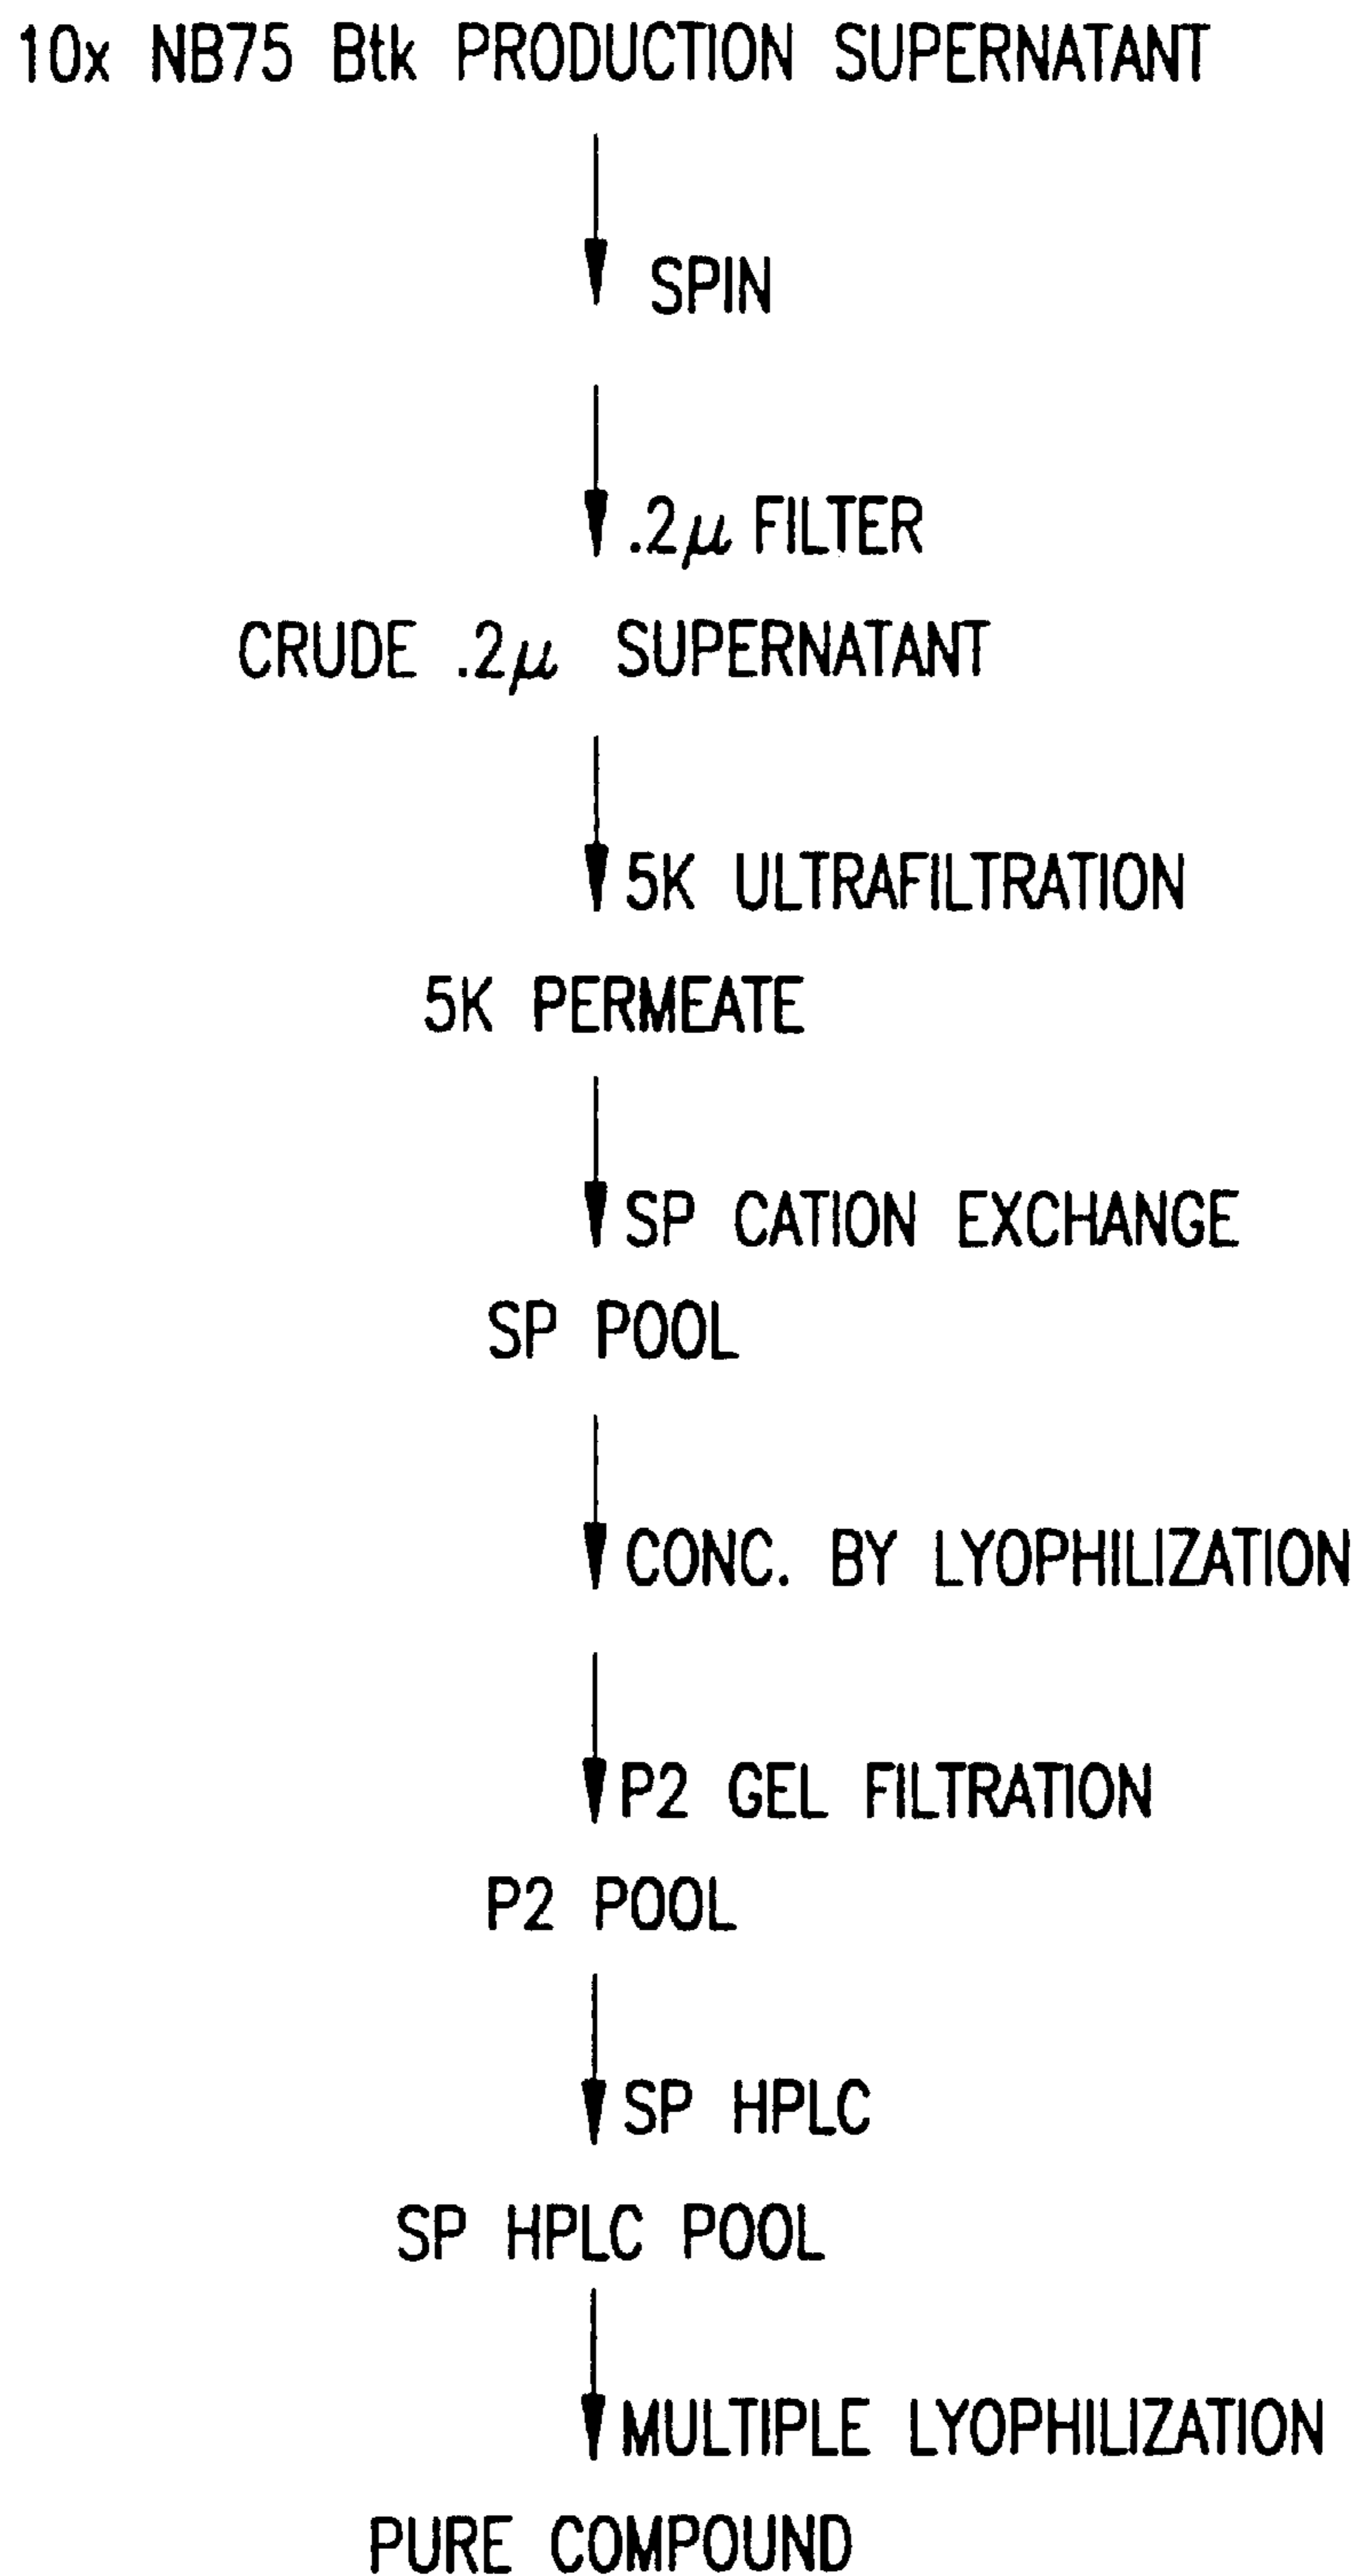 10x NB75 Btk PRODUCTION SUPERNATANT
SPIN
.2μ FILTER
CRUDE .2μ SUPERNATANT
5K ULTRAFILTRATION
5K PERMEATE
SP CATION EXCHANGE
SP POOL
CONC. BY LYOPHILIZATION
P2 GEL FILTRATION
P2 POOL
SP HPLC
SP HPLC POOL
MULTIPLE LYOPHILIZATION
PURE COMPOUND